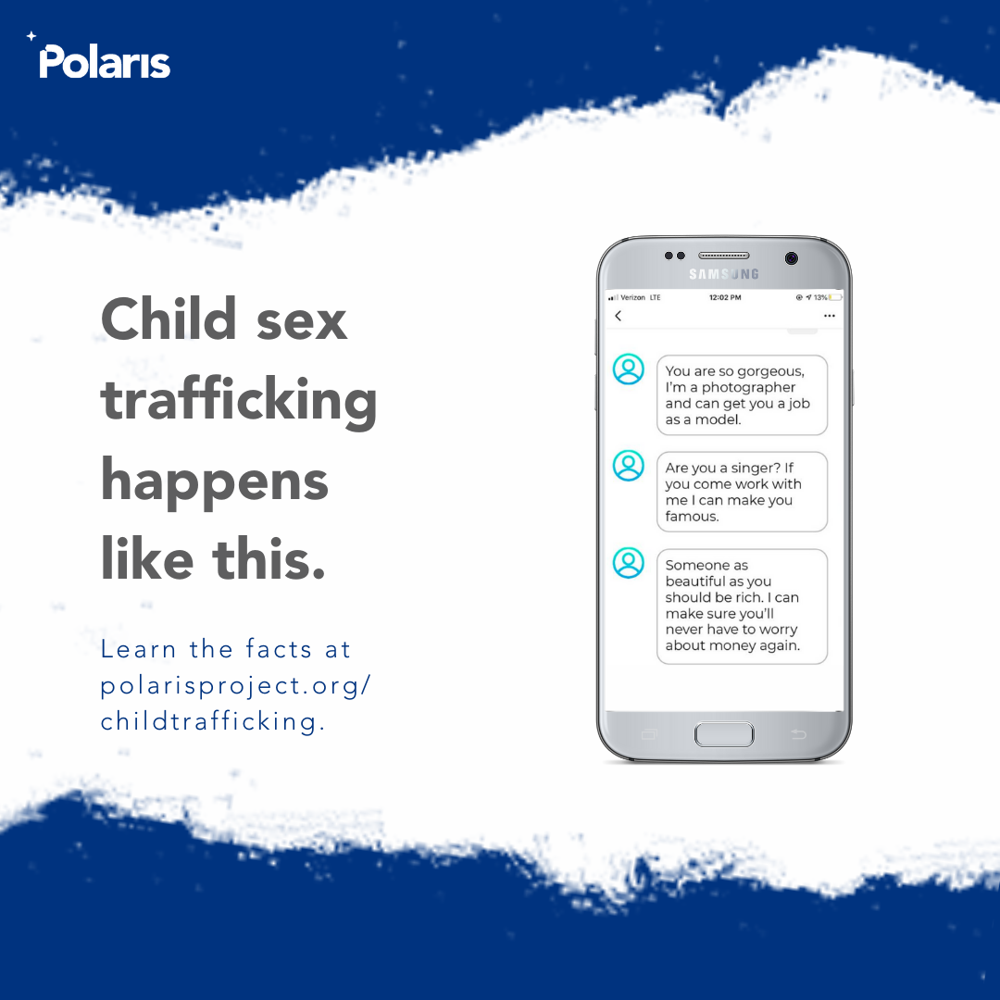 Polaris
Child sex
trafficking
happens
like this.
Learn the facts at
polarisproject.org/
childtrafficking.
SAMSUNG
Verizon LTE 12:02 PM 13%
You are so gorgeous,
I'm a photographer
and can get you a job
as a model.
Are you a singer? If
you come work with
me I can make you
famous.
Someone as
beautiful as you
should be rich. I can
make sure you'll
never have to worry
about money again.